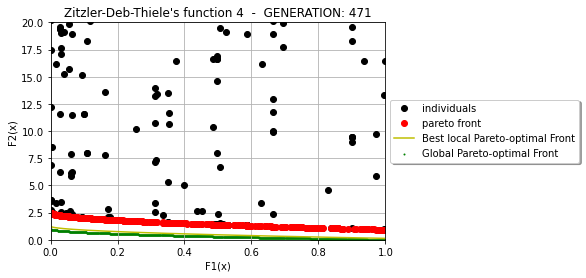 Zitzler-Deb-Thiele's function 4 - GENERATION: 471
20.0
17.5
15.0
12.5
10.0
7.5
5.0
2.5
0.0
F2(x)
0.0 0.2 0.4 0.6 0.8 1.0
F1(x)
individuals
pareto front
Best local Pareto-optimal Front
Global Pareto-optimal Front